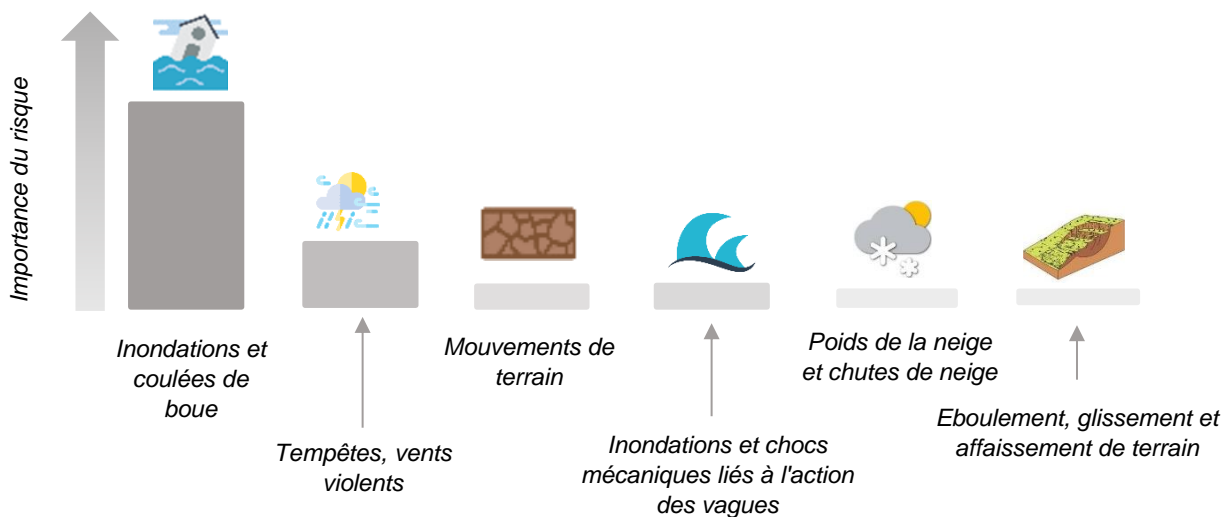 Importance du risque
Inondations et
coulées de
boue
Tempêtes, vents
violents
Mouvements de
terrain
Inondations et chocs
mécaniques liés à l'action
des vagues
Poids de la neige
et chutes de neige
Eboulement, glissement et
affaissement de terrain